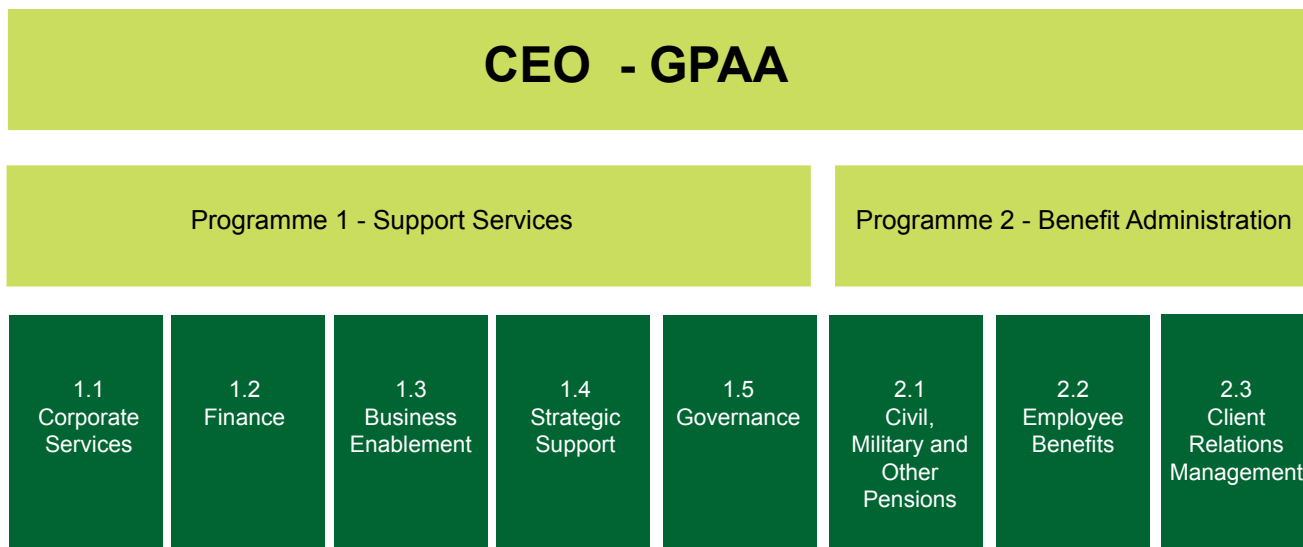 CEO - GPAA
Programme 1 - Support Services
Programme 2 - Benefit Administration
1.1
Corporate
Services
1.2
Finance
1.3
Business
Enablement
1.4
Strategic
Support
1.5
Governance
2.1
Civil,
Military and
Other
Pensions
2.2
Employee
Benefits
2.3
Client
Relations
Management